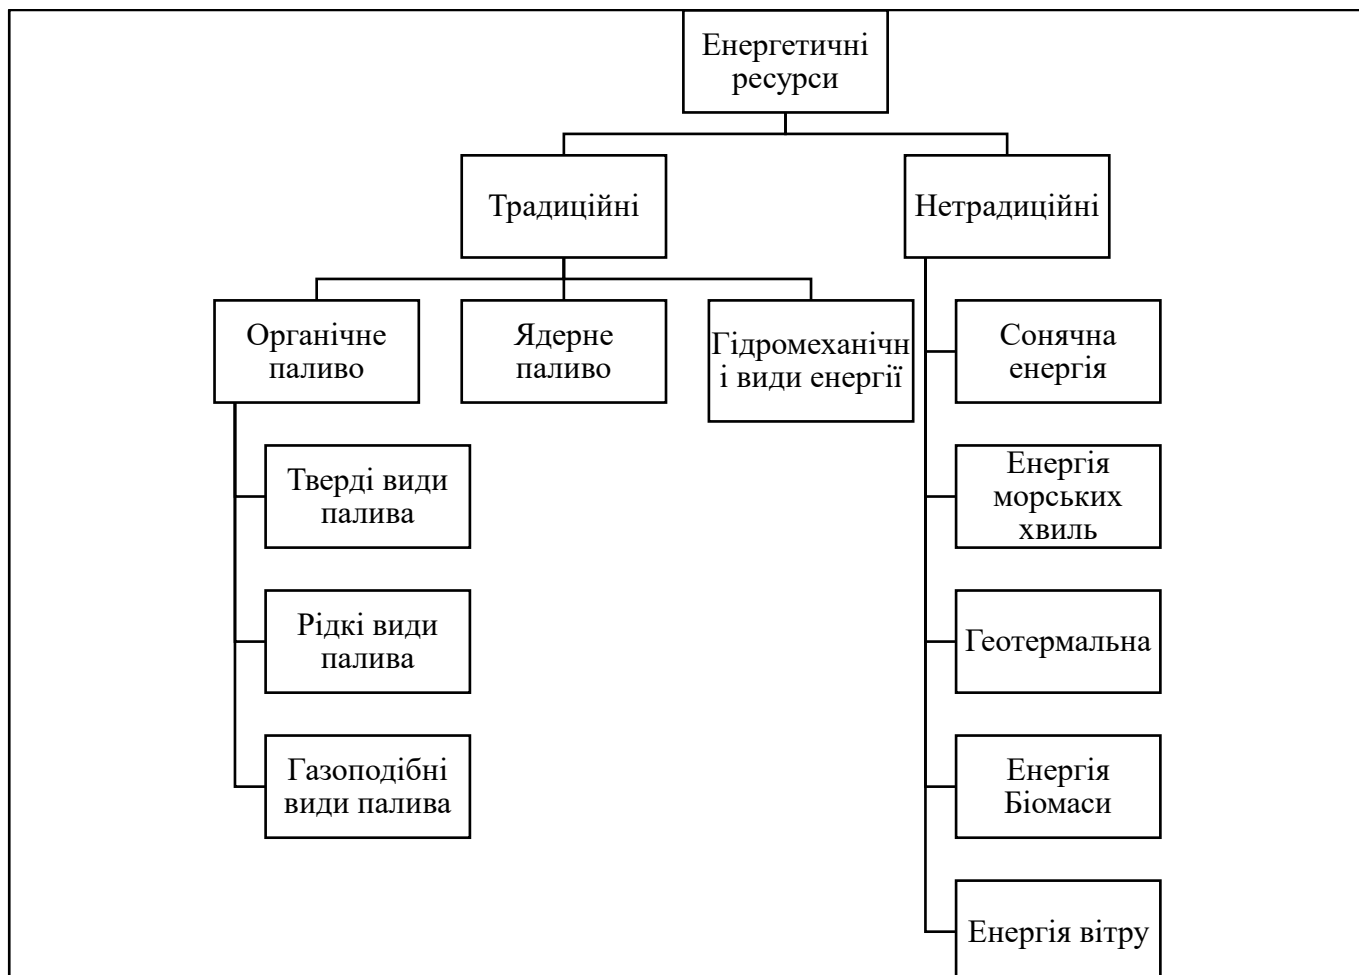 Енергетичні
ресурси
Традиційні
Нетрадиційні
Органічне
паливо
Ядерне
паливо
Гідромеханічн
і види енергії
Сонячна
енергія
Тверді види
палива
Енергія
морських
хвиль
Рідкі види
палива
Геотермальна
Газоподібні
види палива
Енергія
Біомаси
Енергія вітру